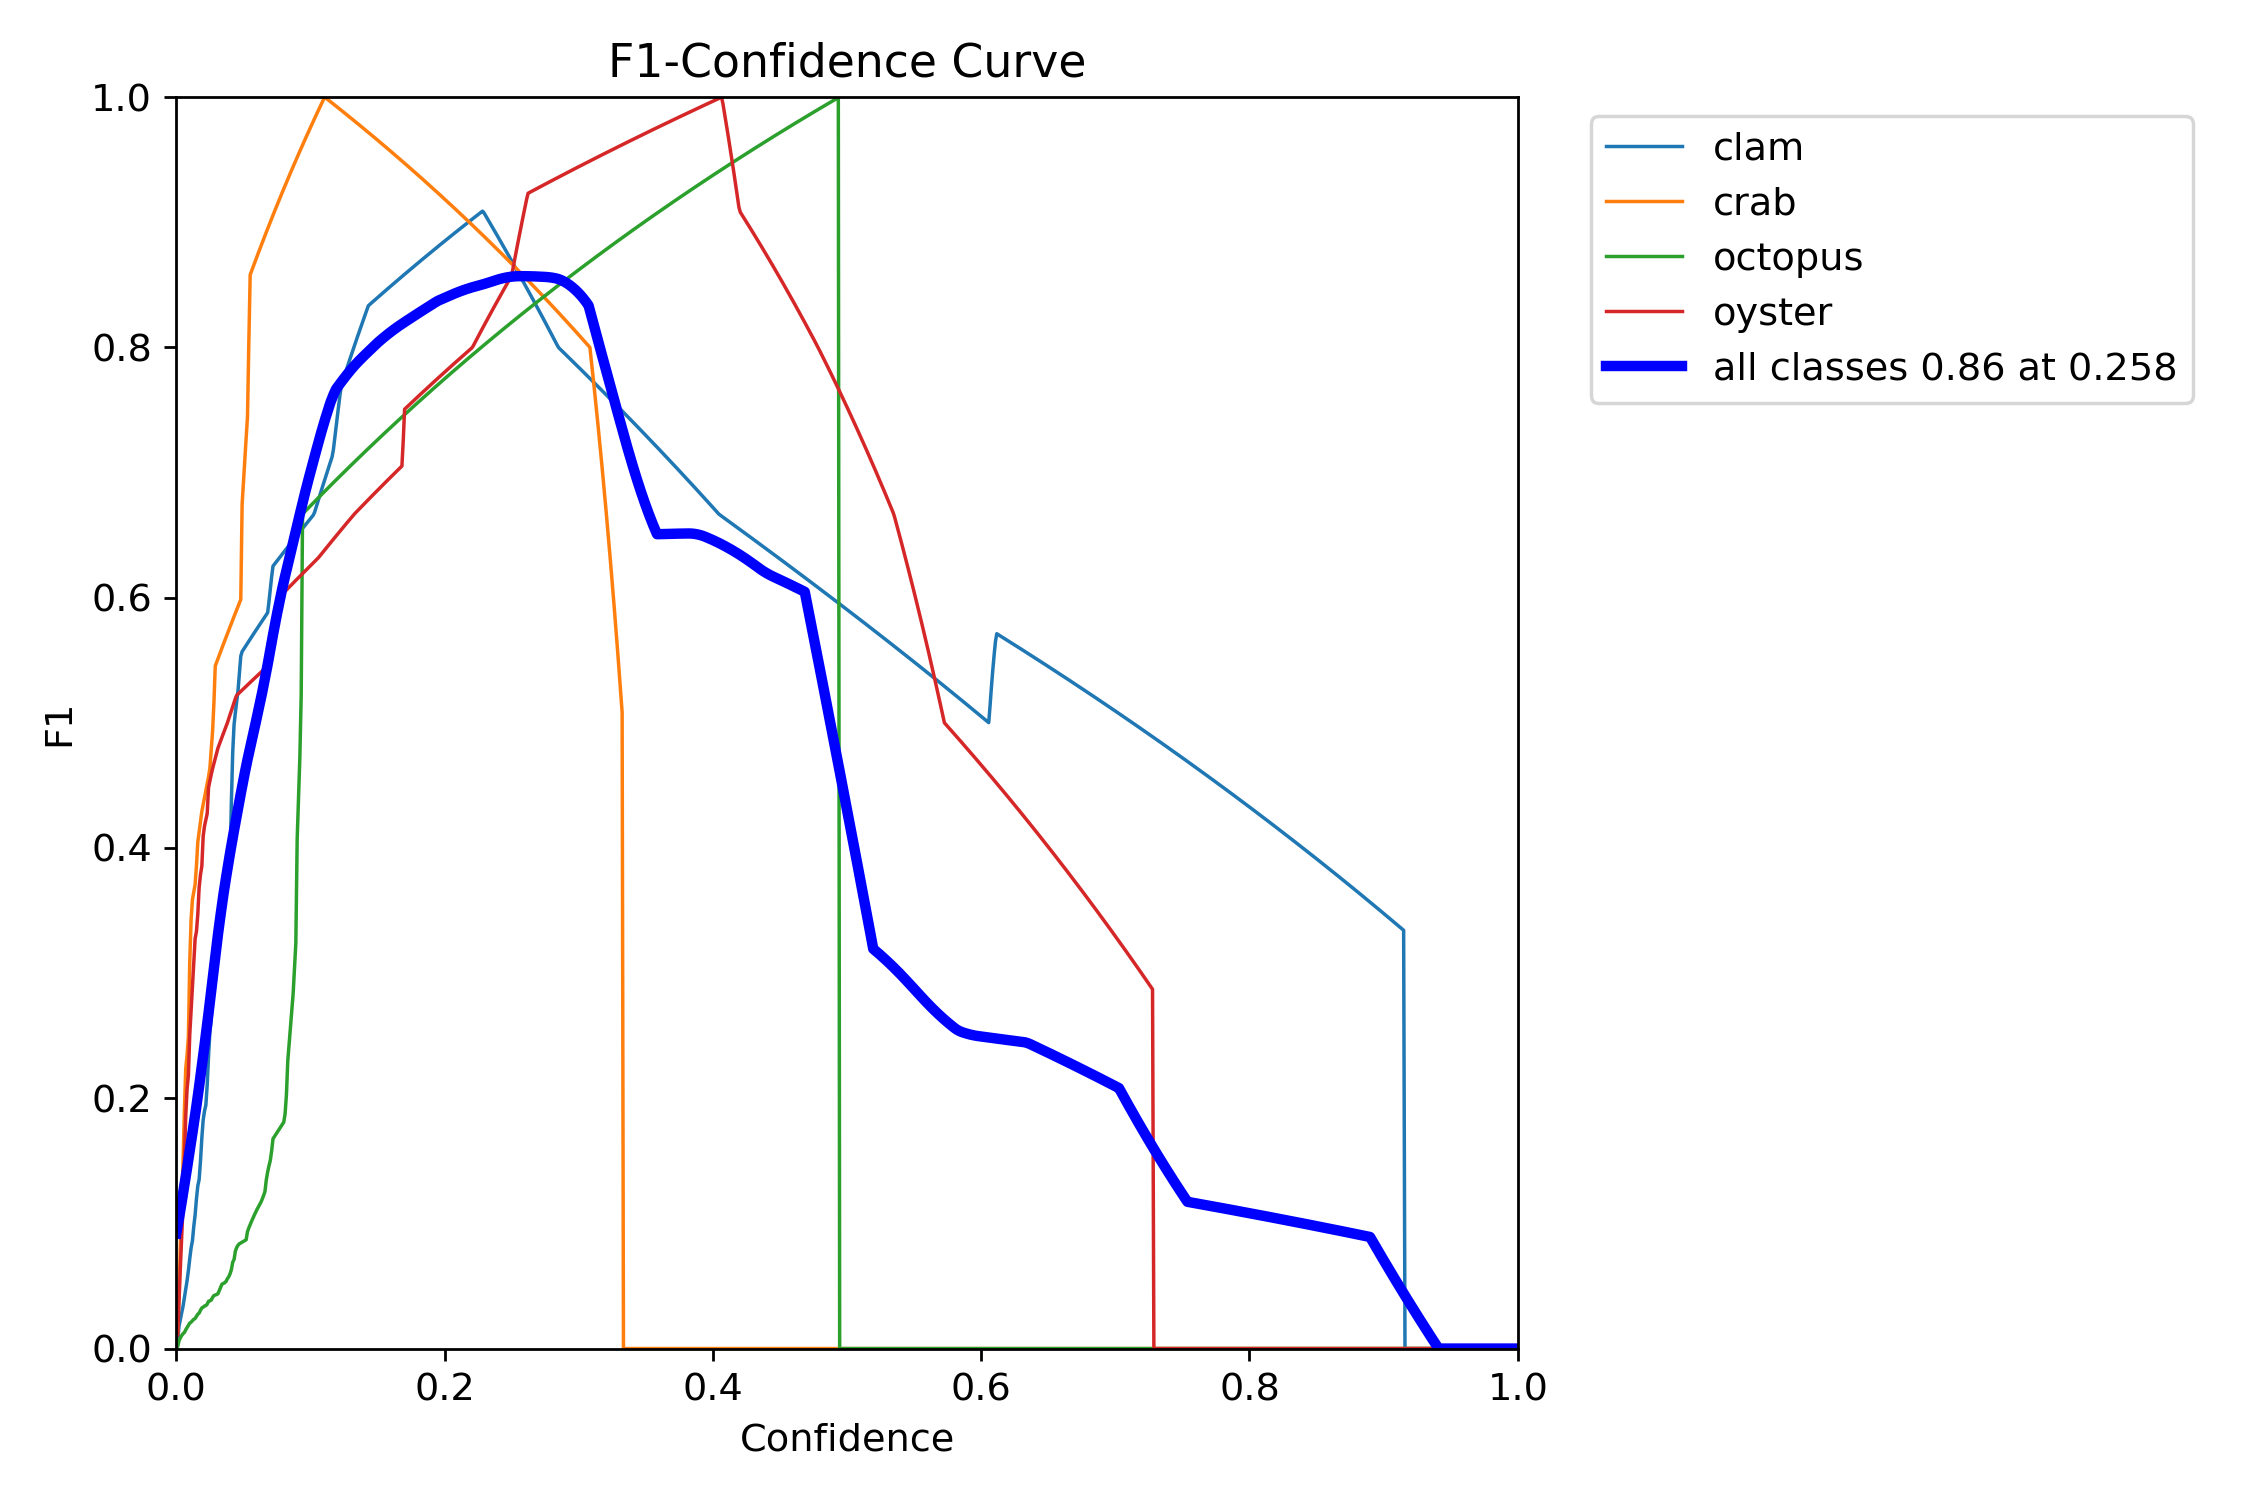 F1-Confidence Curve
1.0
0.8
0.6
0.4
0.2
0.0
F1
0.0 0.2 0.4 0.6 0.8 1.0
Confidence
clam
crab
octopus
oyster
all classes 0.86 at 0.258